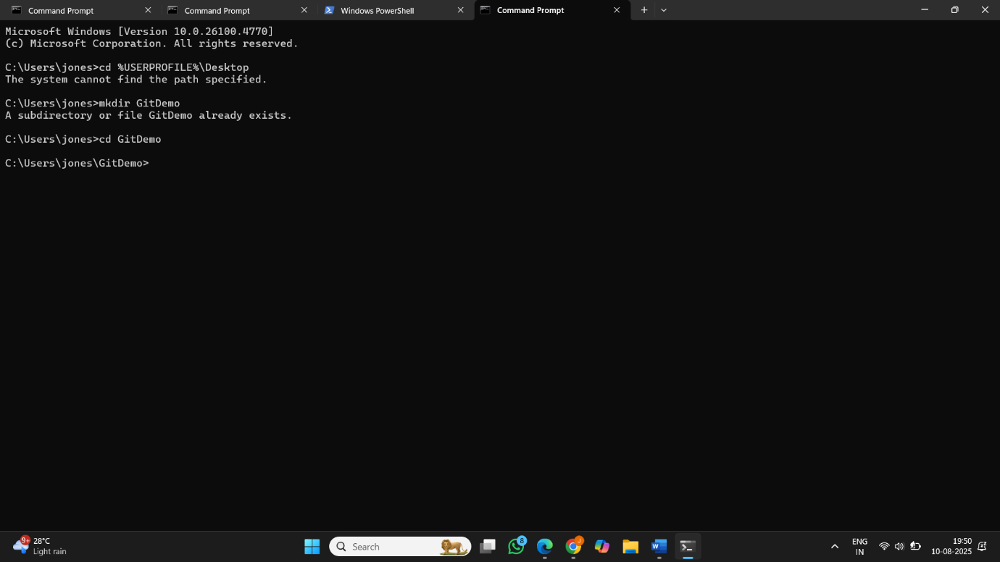 Command Prompt
Command Prompt
Windows PowerShell
Command Prompt
Microsoft Windows [Version 10.0.26100.4770]
(c) Microsoft Corporation. All rights reserved.
C:\Users\jones>cd %USERPROFILE%\Desktop
The system cannot find the path specified.
C:\Users\jones>mkdir GitDemo
A subdirectory or file GitDemo already exists.
C:\Users\jones>cd GitDemo
C:\Users\jones\GitDemo>
9+
28°C
Light rain
Search
8
J
W
ENG
IN
19:50
10-08-2025